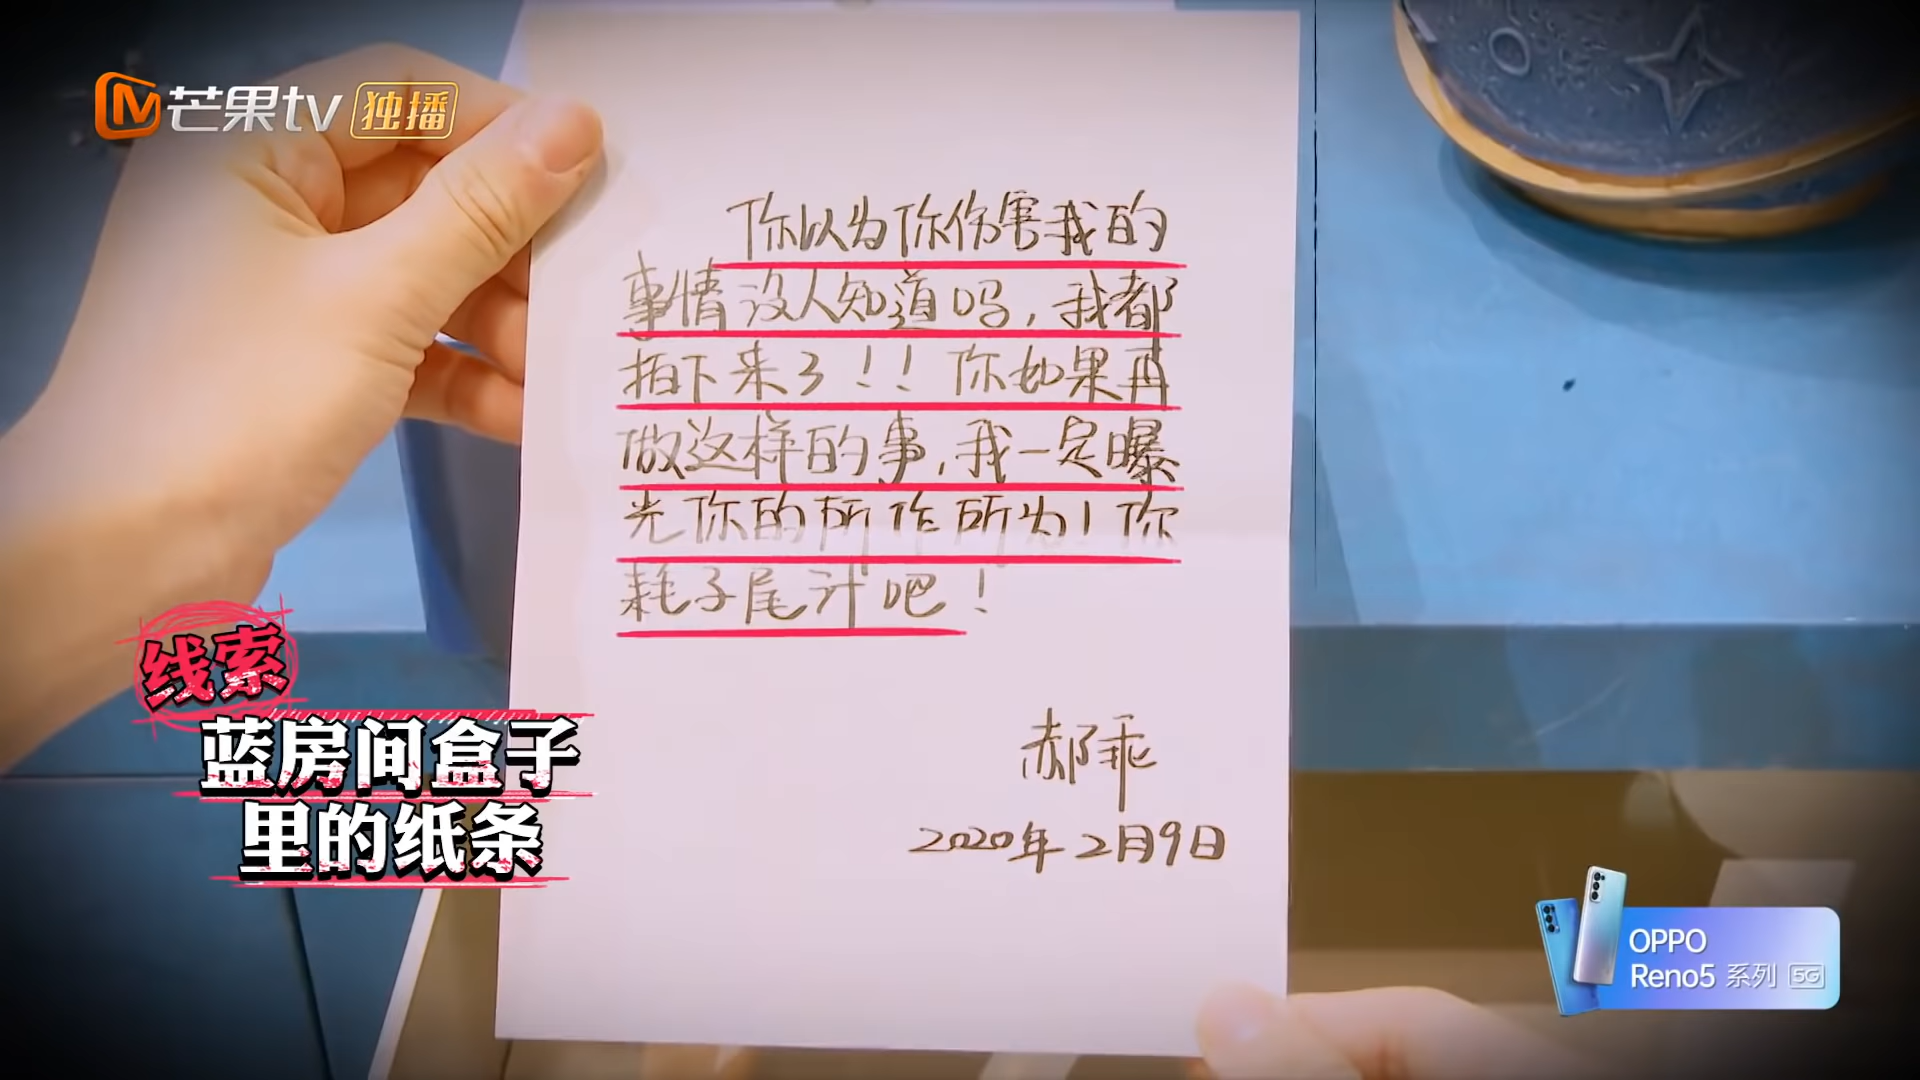 芒果tv 独播
你以为你伤害我的
事情没人知道吗,我都
拍下来了!!你如果再
做这样的事,我一定曝
光你的所作所为!你
耗子尾汁吧!
郝乖
2020年2月9日
线索
蓝房间盒子
里的纸条
OPPO
Reno5 系列 5G